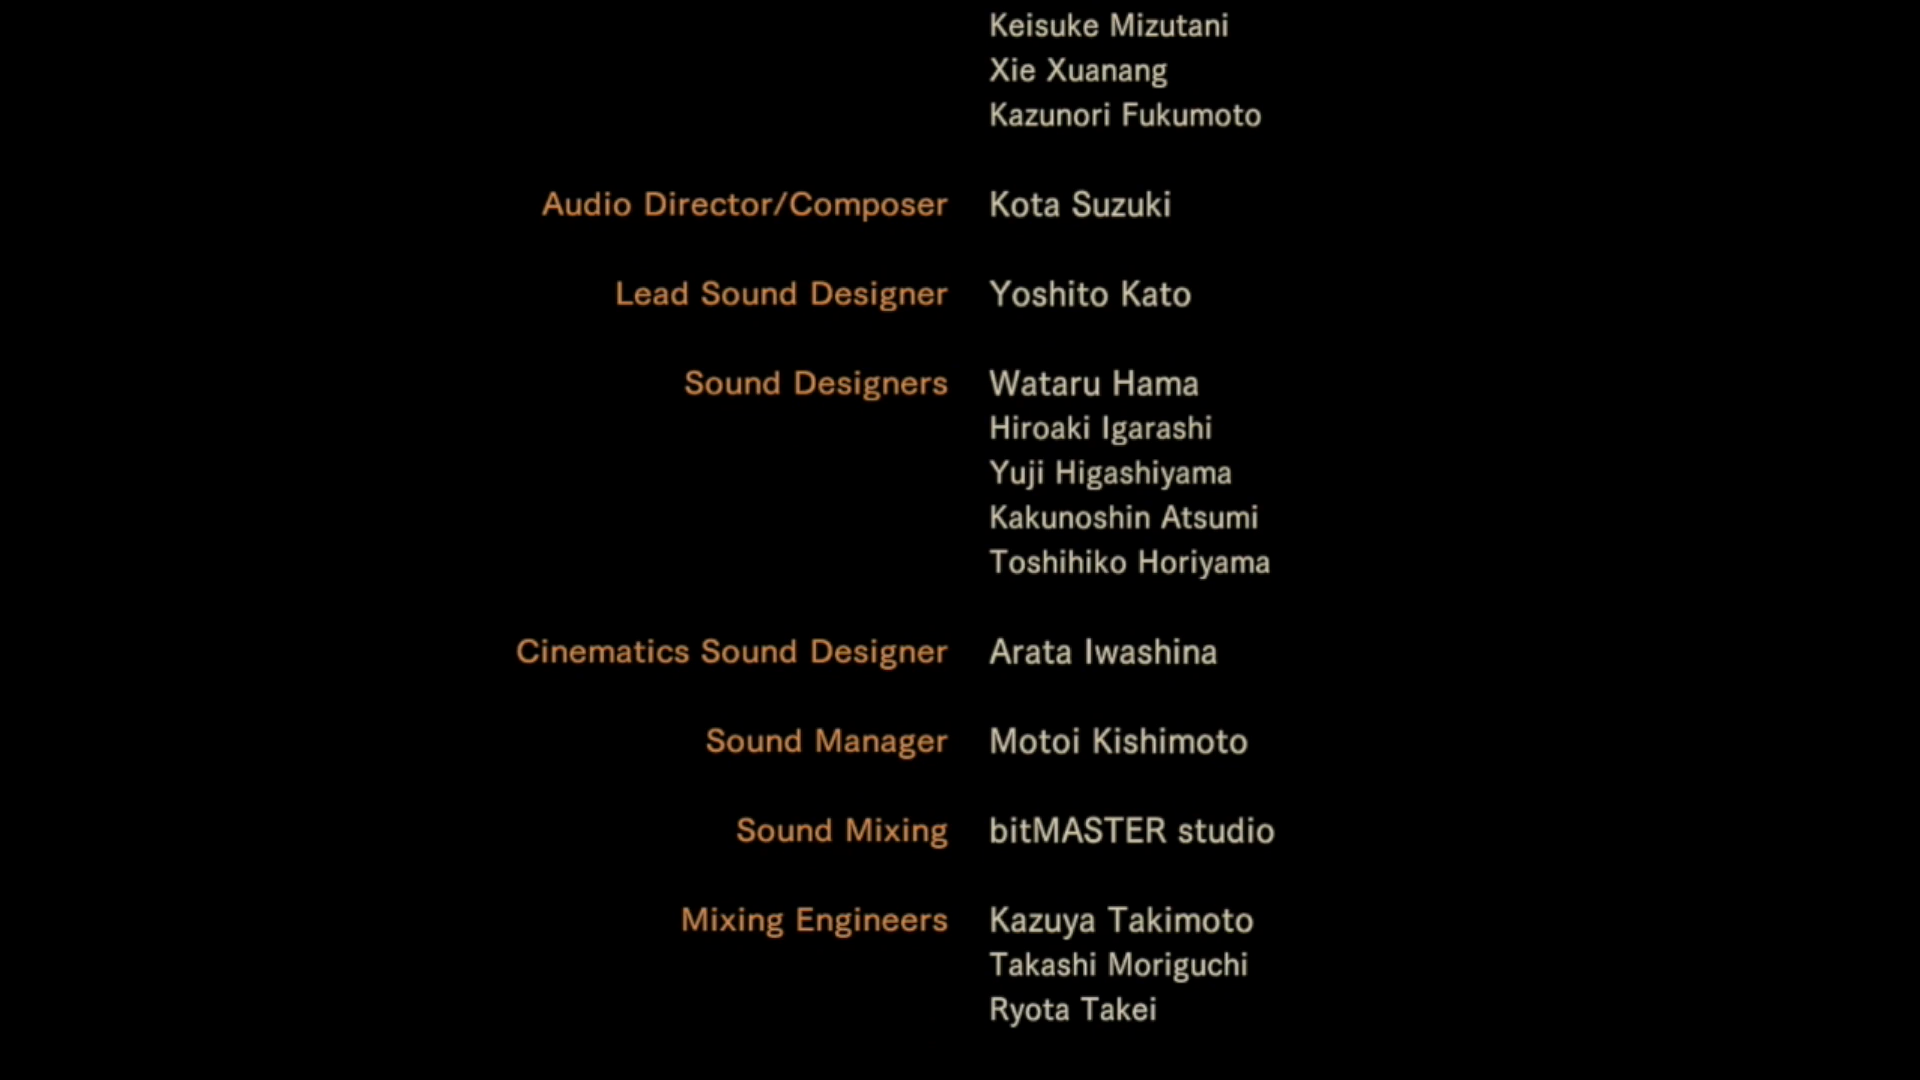 Keisuke Mizutani
Xie Xuanang
Kazunori Fukumoto
Audio Director/Composer Kota Suzuki
Lead Sound Designer Yoshito Kato
Sound Designers Wataru Hama
Hiroaki Igarashi
Yuji Higashiyama
Kakunoshin Atsumi
Toshihiko Horiyama
Cinematics Sound Designer Arata Iwashina
Sound Manager Motoi Kishimoto
Sound Mixing bitMASTER studio
Mixing Engineers Kazuya Takimoto
Takashi Moriguchi
Ryota Takei